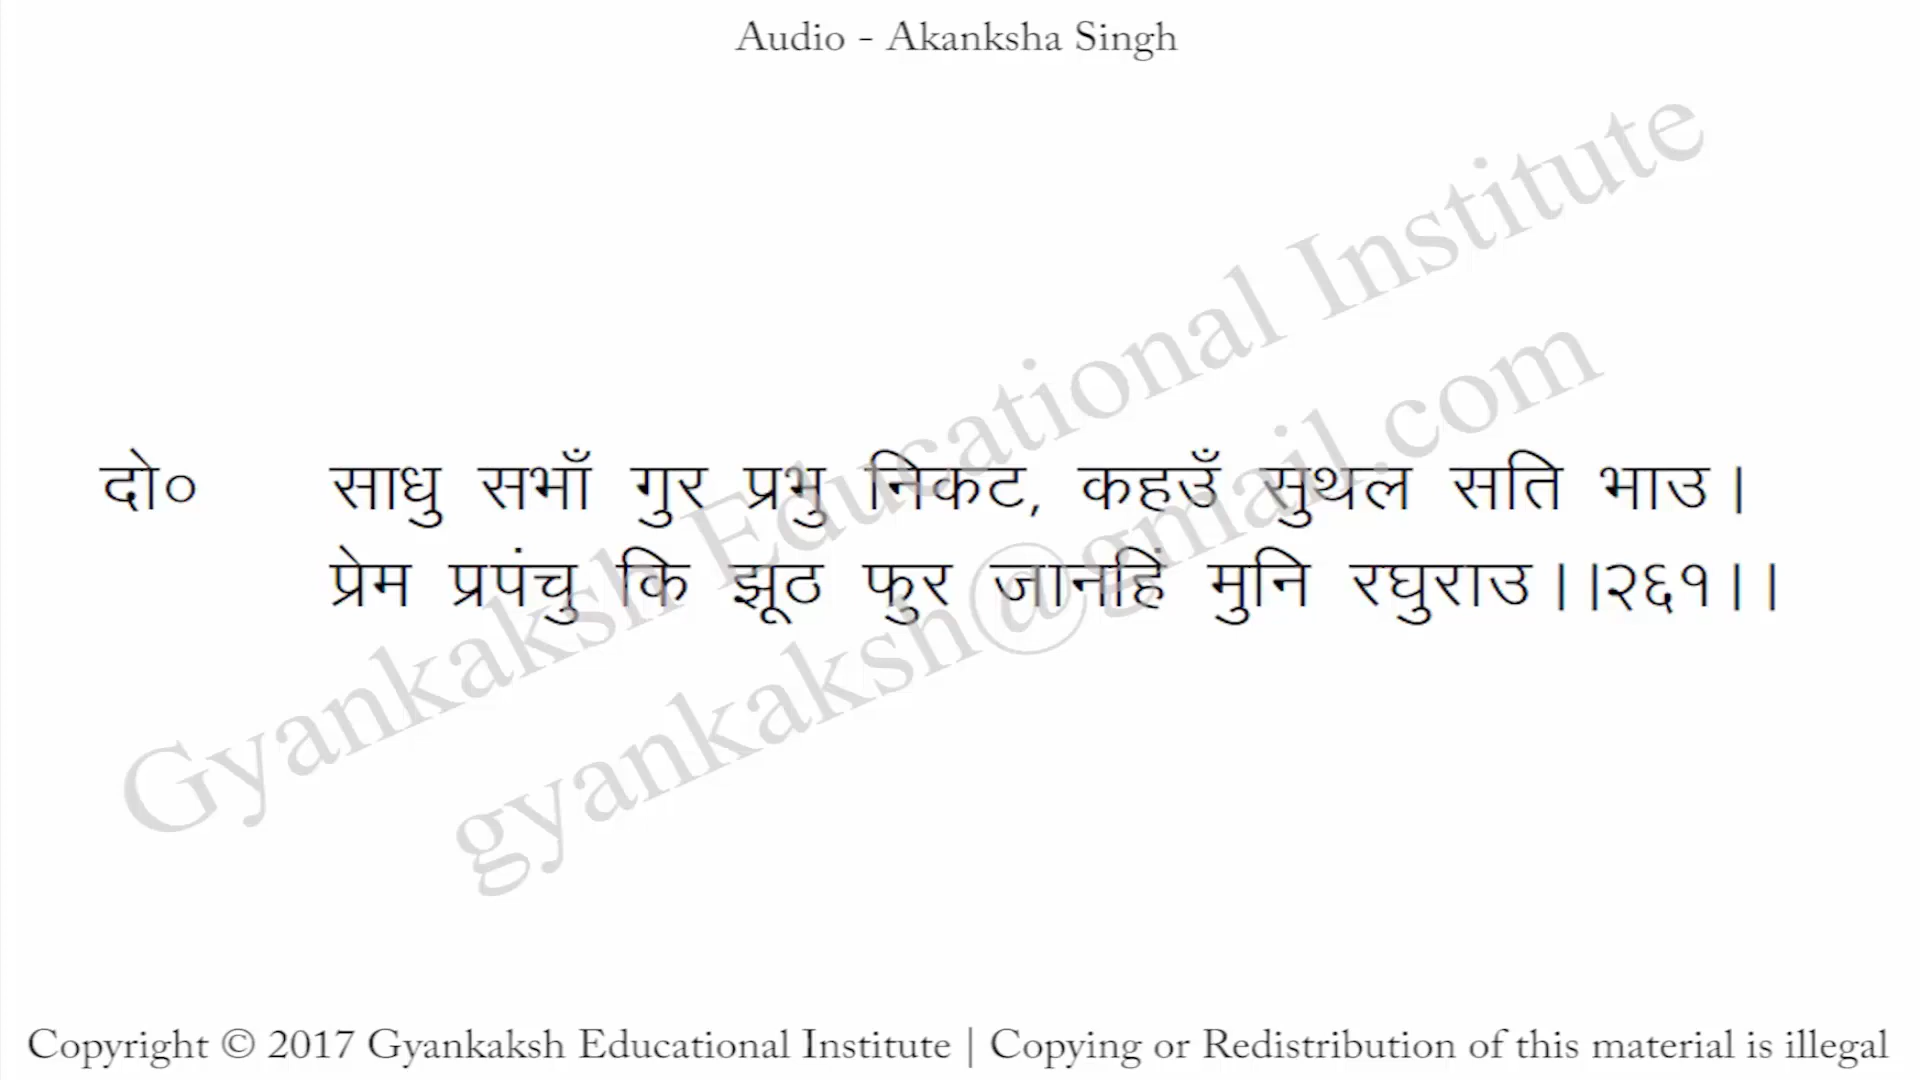 Audio - Akanksha Singh
दो० साधु सभाँ गुर प्रभु निकट, कहउँ सुथल सति भाउ।
प्रेम प्रपंचु कि झूठ फुर जानहिं मुनि रघुराउ।।२६१।।
Gyankaksh Educational Institute
gyankaksh@gmail.com
Copyright © 2017 Gyankaksh Educational Institute | Copying or Redistribution of this material is illegal